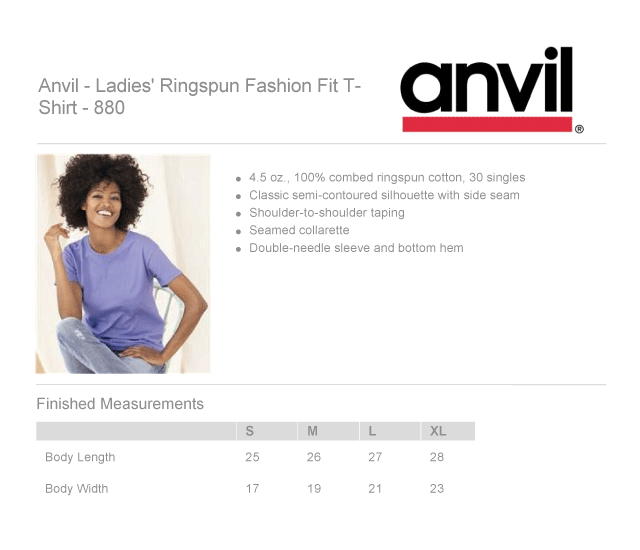 Anvil - Ladies' Ringspun Fashion Fit T-
Shirt - 880
anvil
®
4.5 oz., 100% combed ringspun cotton, 30 singles
Classic semi-contoured silhouette with side seam
Shoulder-to-shoulder taping
Seamed collarette
Double-needle sleeve and bottom hem
Finished Measurements
S M L XL
Body Length 25 26 27 28
Body Width 17 19 21 23